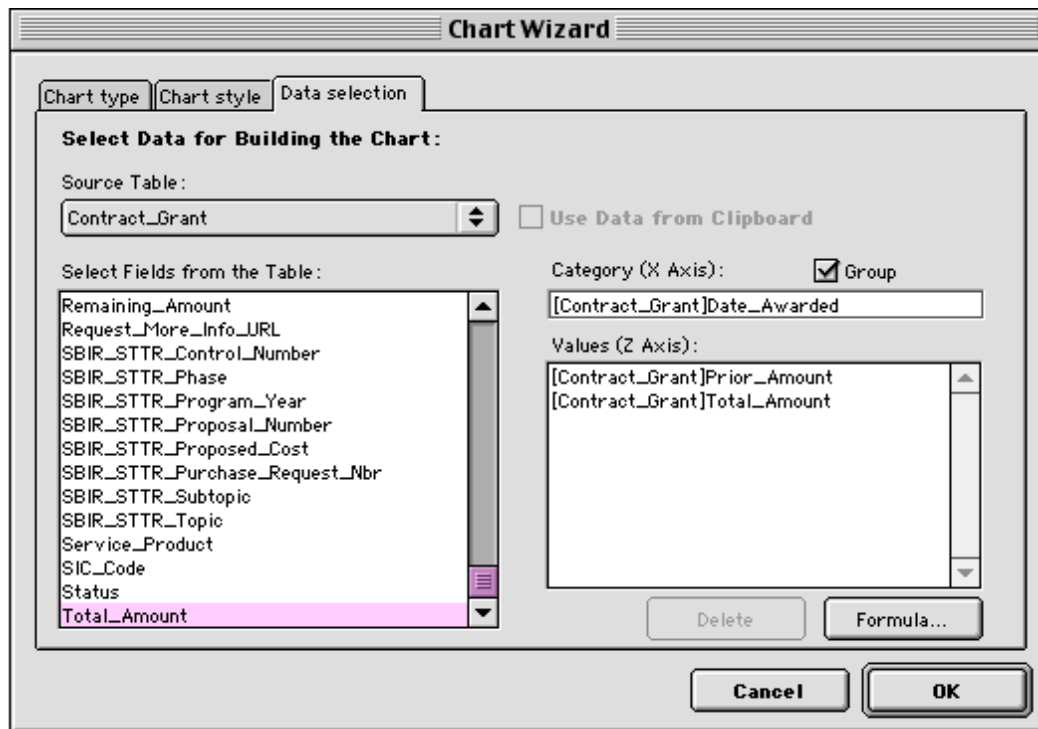 Chart Wizard
Chart type
Chart style
Data selection
Select Data for Building the Chart:
Source Table:
Contract_Grant
Use Data from Clipboard
Select Fields from the Table:
Remaining_Amount
Request_More_Info_URL
SBIR_STTR_Control_Number
SBIR_STTR_Phase
SBIR_STTR_Program_Year
SBIR_STTR_Proposal_Number
SBIR_STTR_Proposed_Cost
SBIR_STTR_Purchase_Request_Nbr
SBIR_STTR_Subtopic
SBIR_STTR_Topic
Service_Product
SIC_Code
Status
Total_Amount
Category (X Axis):
Group
[Contract_Grant]Date_Awarded
Values (Z Axis):
[Contract_Grant]Prior_Amount
[Contract_Grant]Total_Amount
Delete
Formula...
Cancel
OK